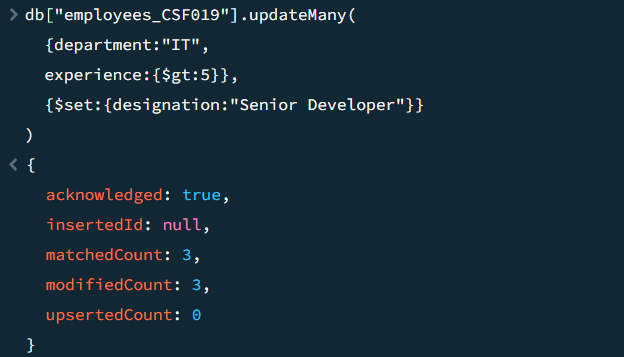 > db["employees_CSF019"].updateMany(
{department:"IT",
experience:{$gt:5}},
{$set:{designation:"Senior Developer"}}
)
< {
acknowledged: true,
insertedId: null,
matchedCount: 3,
modifiedCount: 3,
upsertedCount: 0
}